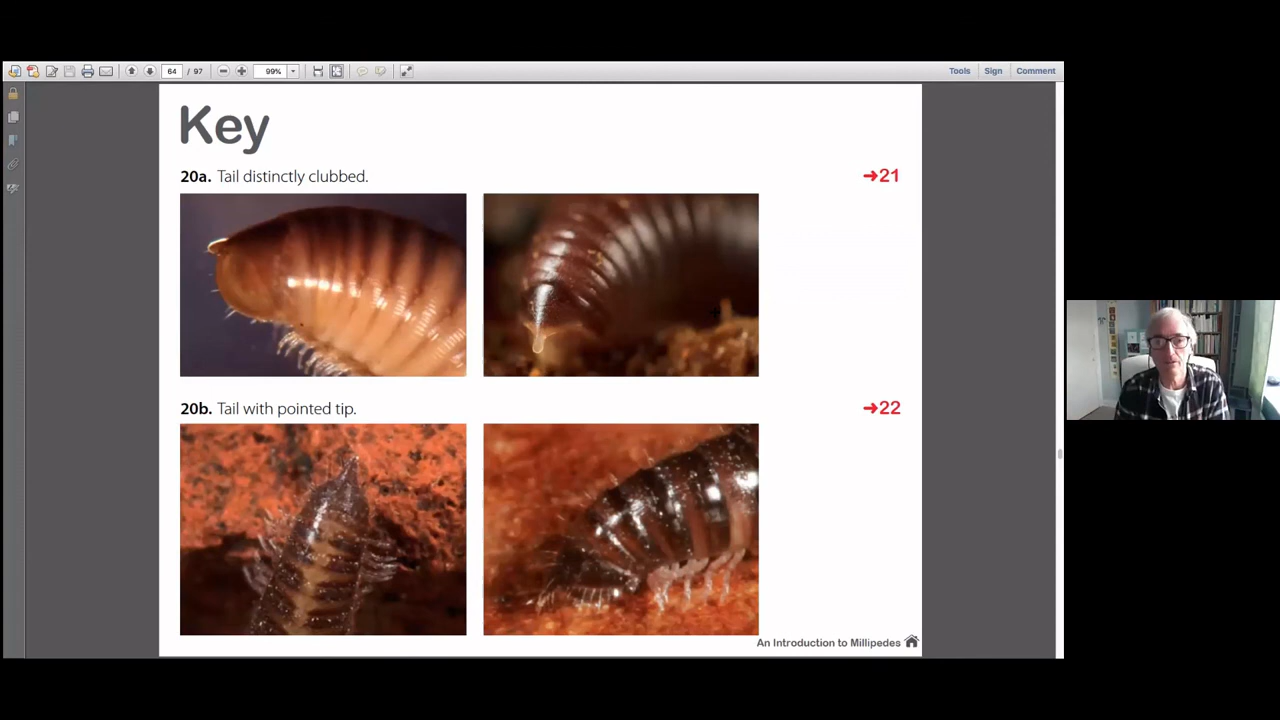 64 / 97
99%
Tools Sign Comment
Key
20a. Tail distinctly clubbed.
➔21
20b. Tail with pointed tip.
➔22
An Introduction to Millipedes